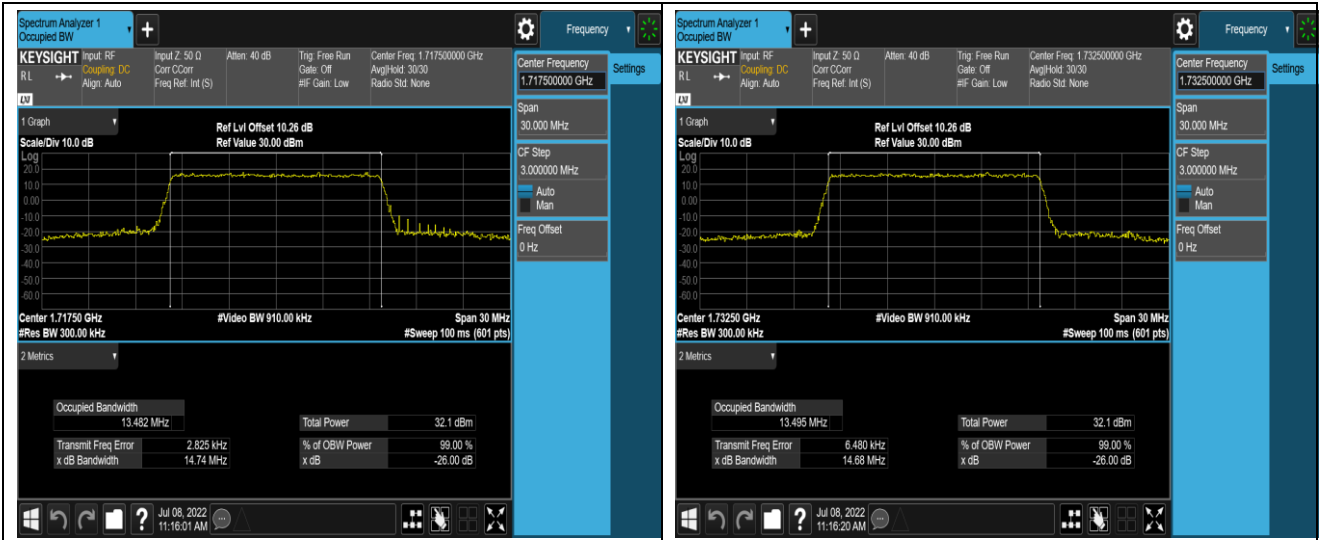 Spectrum Analyzer 1
Occupied BW
+
Frequency
KEYSIGHT Input: RF Input Z: 50 Ω Atten: 40 dB Trig: Free Run Center Freq: 1.717500000 GHz
RL Coupling: DC Corr CCorr Gate: Off Avg|Hold: 30/30
Align: Auto Freq Ref: Int (S) #IF Gain: Low Radio Std: None
LXI
Center Frequency
1.717500000 GHz
Settings
Span
30.000 MHz
CF Step
3.000000 MHz
Auto
Man
Freq Offset
0 Hz
1 Graph
Ref Lvl Offset 10.26 dB
Scale/Div 10.0 dB Ref Value 30.00 dBm
Log
20.0
10.0
0.00
-10.0
-20.0
-30.0
-40.0
-50.0
-60.0
Center 1.71750 GHz #Video BW 910.00 kHz Span 30 MHz
#Res BW 300.00 kHz #Sweep 100 ms (601 pts)
2 Metrics
Occupied Bandwidth
13.482 MHz Total Power 32.1 dBm
Transmit Freq Error 2.825 kHz % of OBW Power 99.00 %
x dB Bandwidth 14.74 MHz x dB -26.00 dB
? Jul 08, 2022
11:16:01 AM
Spectrum Analyzer 1
Occupied BW
+
Frequency
KEYSIGHT Input: RF Input Z: 50 Ω Atten: 40 dB Trig: Free Run Center Freq: 1.732500000 GHz
RL Coupling: DC Corr CCorr Gate: Off Avg|Hold: 30/30
Align: Auto Freq Ref: Int (S) #IF Gain: Low Radio Std: None
LXI
Center Frequency
1.732500000 GHz
Settings
Span
30.000 MHz
CF Step
3.000000 MHz
Auto
Man
Freq Offset
0 Hz
1 Graph
Ref Lvl Offset 10.26 dB
Scale/Div 10.0 dB Ref Value 30.00 dBm
Log
20.0
10.0
0.00
-10.0
-20.0
-30.0
-40.0
-50.0
-60.0
Center 1.73250 GHz #Video BW 910.00 kHz Span 30 MHz
#Res BW 300.00 kHz #Sweep 100 ms (601 pts)
2 Metrics
Occupied Bandwidth
13.495 MHz Total Power 32.1 dBm
Transmit Freq Error 6.480 kHz % of OBW Power 99.00 %
x dB Bandwidth 14.68 MHz x dB -26.00 dB
? Jul 08, 2022
11:16:20 AM